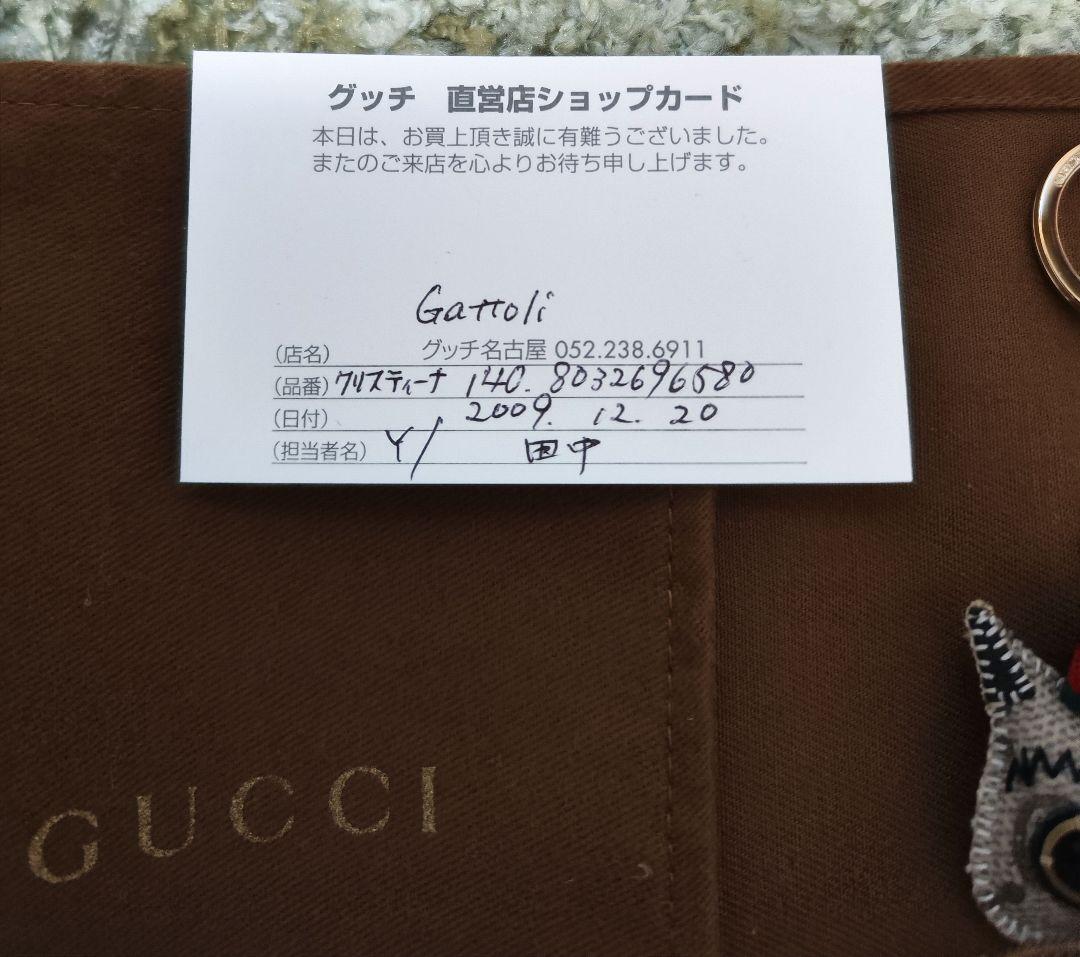 グッチ 直営店ショップカード
本日は、お買上頂き誠に有難うございました。
またのご来店を心よりお待ち申し上げます。
Gattoli
(店名) グッチ名古屋 052.238.6911
(品番) クリスティーナ 140. 8032696580
(日付) 2009. 12. 20
(担当者名) Y/ 田中
GUCCI